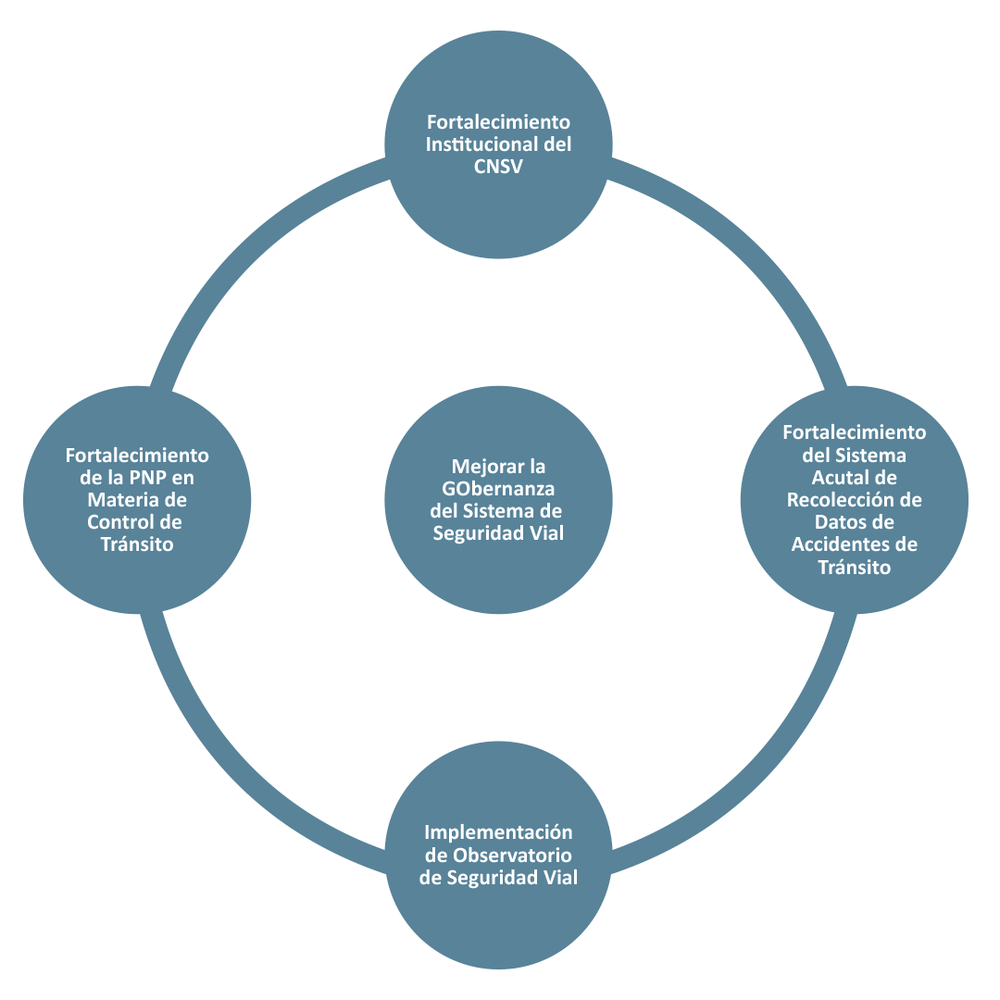 Fortalecimiento
Institucional del
CNSV
Fortalecimiento
de la PNP en
Materia de
Control de
Tránsito
Mejorar la
GObernanza
del Sistema de
Seguridad Vial
Fortalecimiento
del Sistema
Acutal de
Recolección de
Datos de
Accidentes de
Tránsito
Implementación
de Observatorio
de Seguridad Vial